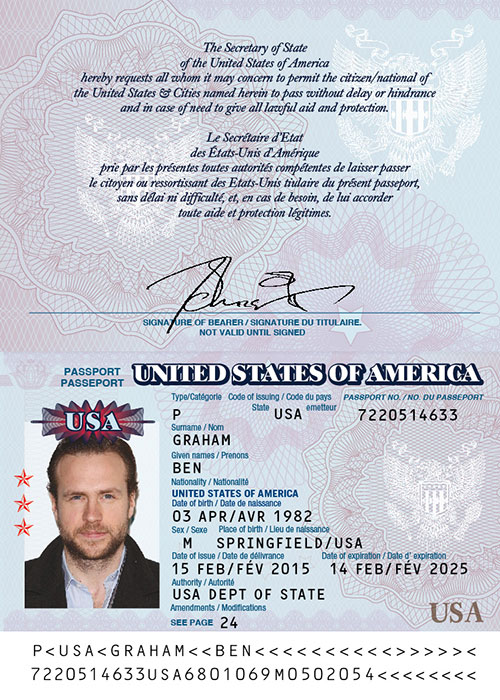 The Secretary of State
of the United States of America
hereby requests all whom it may concern to permit the citizen/national of
the United States & Cities named herein to pass without delay or hindrance
and in case of need to give all lawful aid and protection.
Le Secrétaire d'Etat
des États-Unis d'Amérique
prie par les présentes toutes autorités compétentes de laisser passer
le citoyen ou ressortissant des Etats-Unis tiulaire du présent passeport,
sans délai ni difficulté, et, en cas de besoin, de lui accorder
toute aide et protection légitimes.
SIGNATURE OF BEARER / SIGNATURE DU TITULAIRE.
NOT VALID UNTIL SIGNED
PASSPORT
PASSEPORT
UNITED STATES OF AMERICA
USA
Type/Catégorie Code of issuing / Code du pays PASSPORT NO. / NO. DU PASSEPORT
State emetteur
P USA 7220514633
Surname / Nom
GRAHAM
Given names / Prenons
BEN
Nationality / Nationalité
UNITED STATES OF AMERICA
Date of birth / Date de naissance
03 APR/AVR 1982
Sex / Saxe Place of birth / Lieu de naissance
M SPRINGFIELD/USA
Date of issue / Date de délivrance Date of expiration / Date d' expiration
15 FEB/FÉV 2015 14 FEB/FÉV 2025
Authority / Autorité
USA DEPT OF STATE
Amendments / Modifications
SEE PAGE 24
USA
P<USA<GRAHAM<<BEN<<<<<<<<<<<>>>>><
7220514633USA6801069M0502054<<<<<<<<